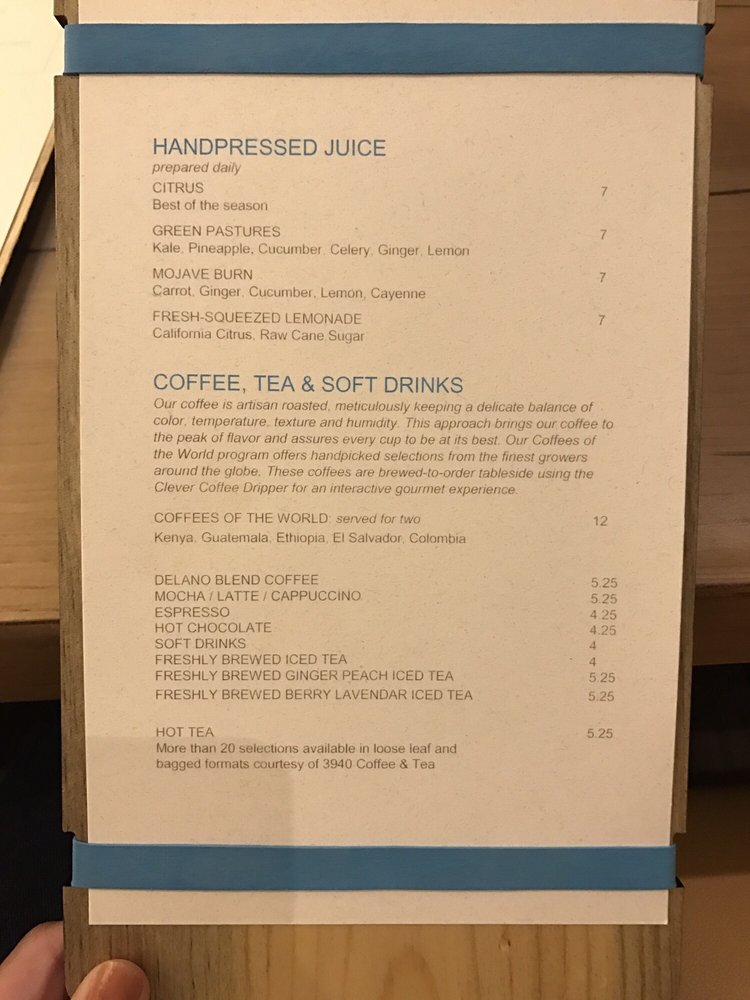 HANDPRESSED JUICE
prepared daily
CITRUS 7
Best of the season
GREEN PASTURES 7
Kale, Pineapple, Cucumber, Celery, Ginger, Lemon
MOJAVE BURN 7
Carrot, Ginger, Cucumber, Lemon, Cayenne
FRESH-SQUEEZED LEMONADE 7
California Citrus, Raw Cane Sugar
COFFEE, TEA & SOFT DRINKS
Our coffee is artisan roasted, meticulously keeping a delicate balance of
color, temperature, texture and humidity. This approach brings our coffee to
the peak of flavor and assures every cup to be at its best. Our Coffees of
the World program offers handpicked selections from the finest growers
around the globe. These coffees are brewed-to-order tableside using the
Clever Coffee Dripper for an interactive gourmet experience.
COFFEES OF THE WORLD: served for two 12
Kenya, Guatemala, Ethiopia, El Salvador, Colombia
DELANO BLEND COFFEE 5.25
MOCHA / LATTE / CAPPUCCINO 5.25
ESPRESSO 4.25
HOT CHOCOLATE 4.25
SOFT DRINKS 4
FRESHLY BREWED ICED TEA 4
FRESHLY BREWED GINGER PEACH ICED TEA 5.25
FRESHLY BREWED BERRY LAVENDAR ICED TEA 5.25
HOT TEA 5.25
More than 20 selections available in loose leaf and
bagged formats courtesy of 3940 Coffee & Tea